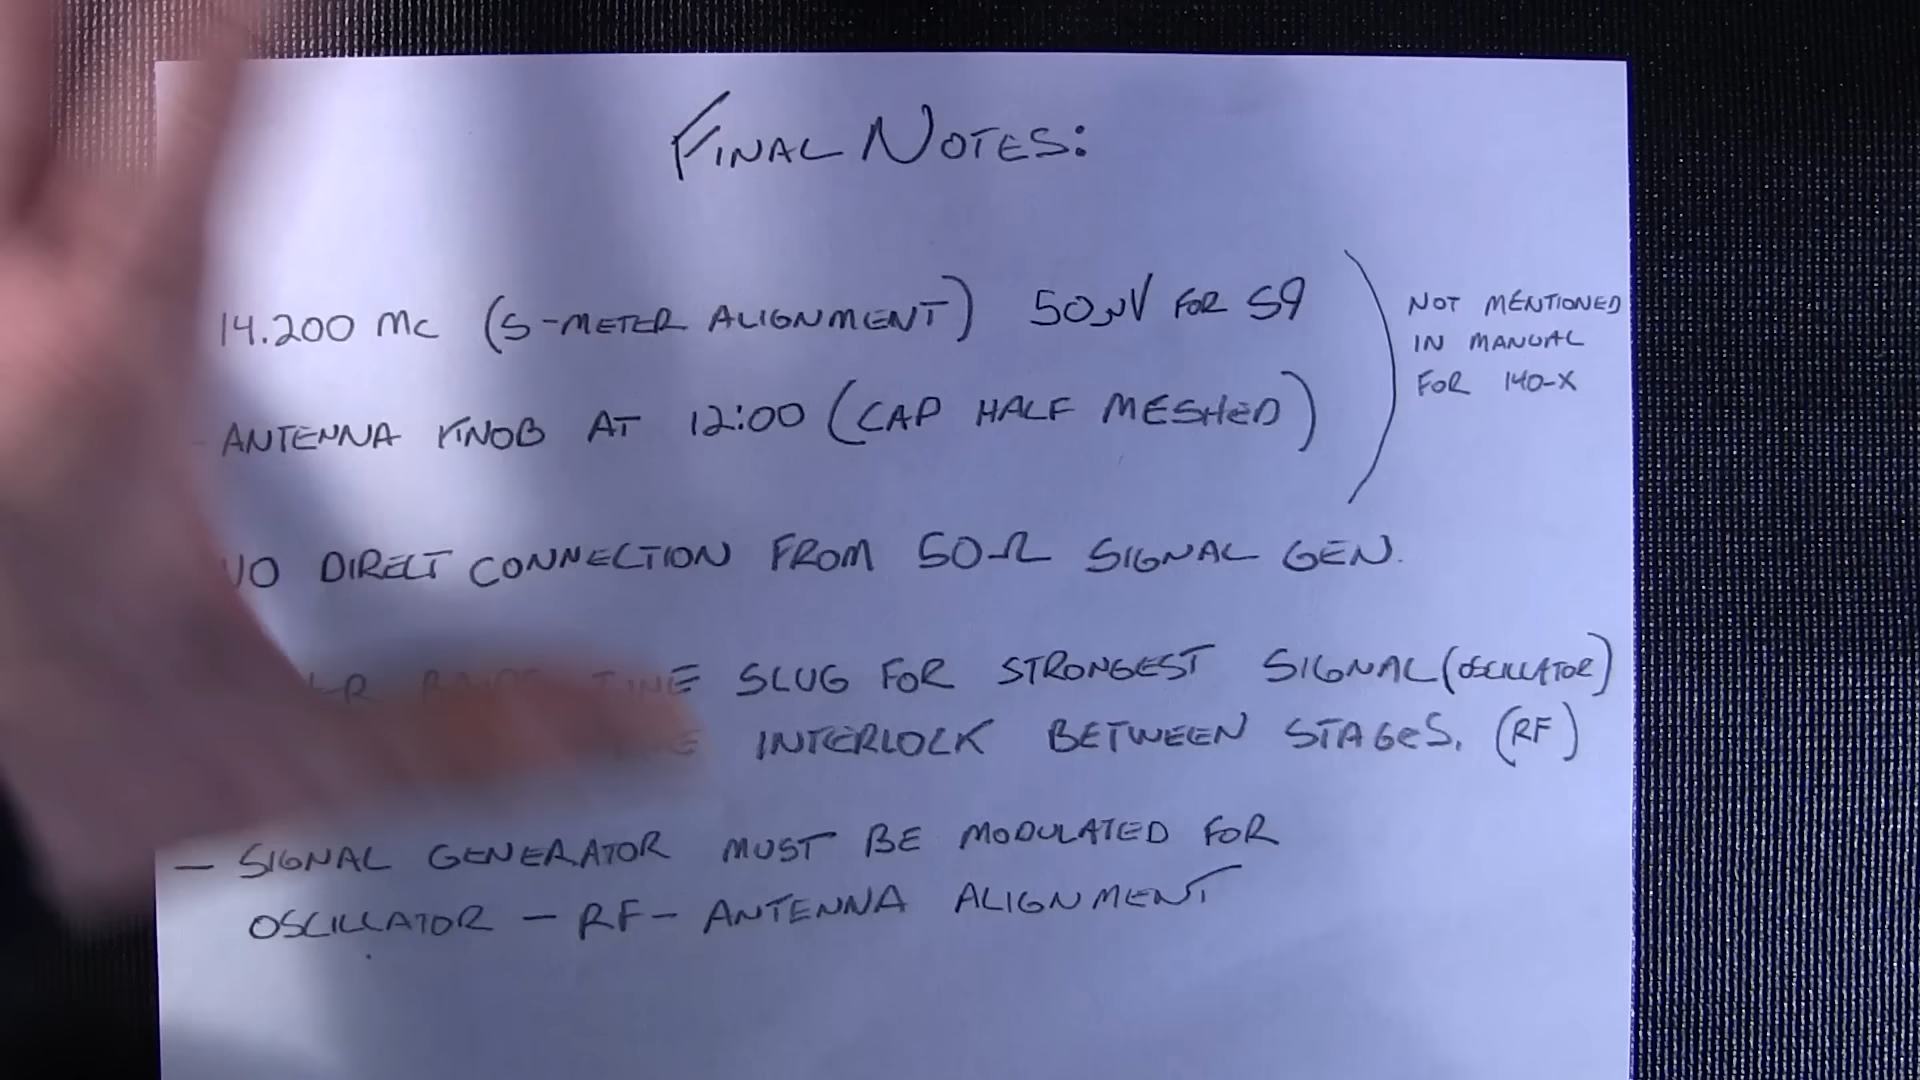 FINAL NOTES:
14.200 MC (S-METER ALIGNMENT) 50µV FOR S9
ANTENNA KNOB AT 12:00 (CAP HALF MESHED)
NOT MENTIONED
IN MANUAL
FOR 140-X
NO DIRECT CONNECTION FROM 50Ω SIGNAL GEN.
SLUG FOR STRONGEST SIGNAL (OSCILLATOR)
INTERLOCK BETWEEN STAGES. (RF)
— SIGNAL GENERATOR MUST BE MODULATED FOR
OSCILLATOR — RF — ANTENNA ALIGNMENT